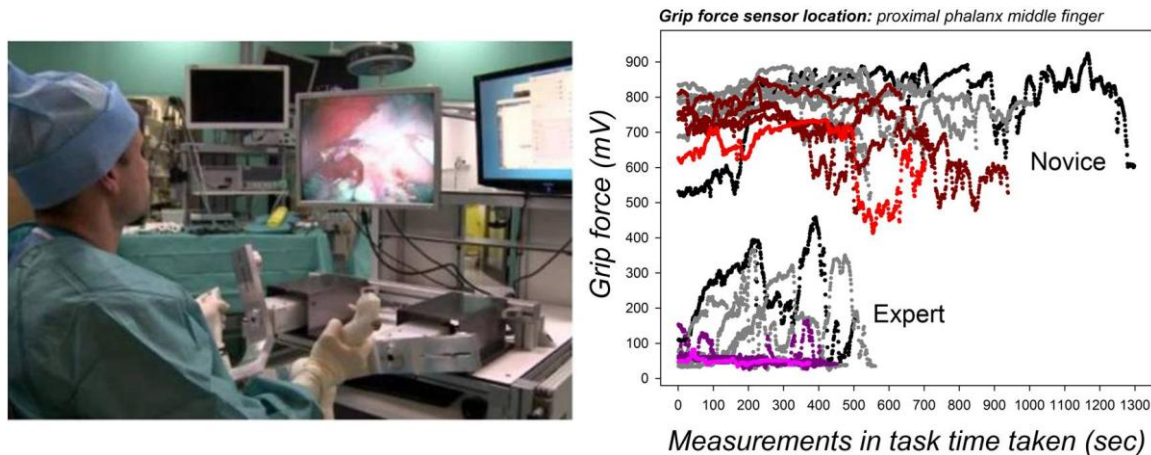 Grip force sensor location: proximal phalanx middle finger
Grip force (mV)
900
800
700
600
500
400
300
200
100
0
Novice
Expert
0 100 200 300 400 500 600 700 800 900 1000 1100 1200 1300
Measurements in task time taken (sec)